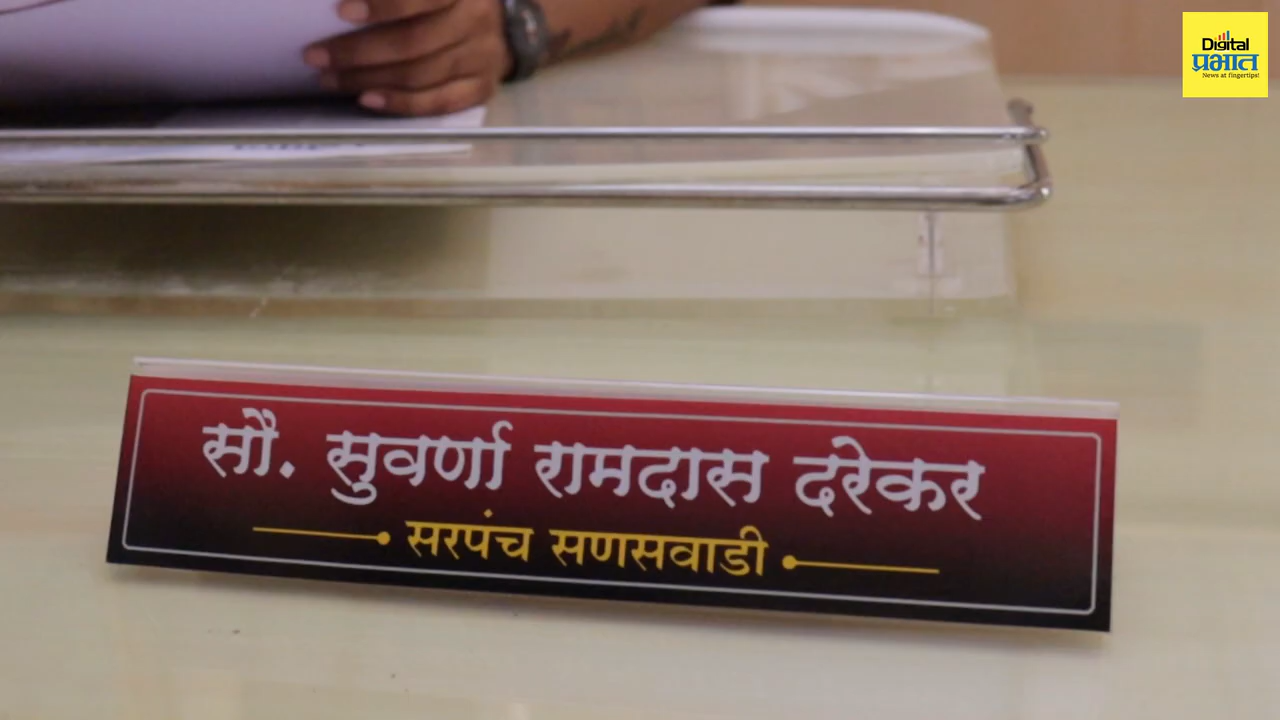 Digital
प्रभात
News at fingertips!
सौ. सुवर्णा रामदास दरेकर
सरपंच सणसवाडी